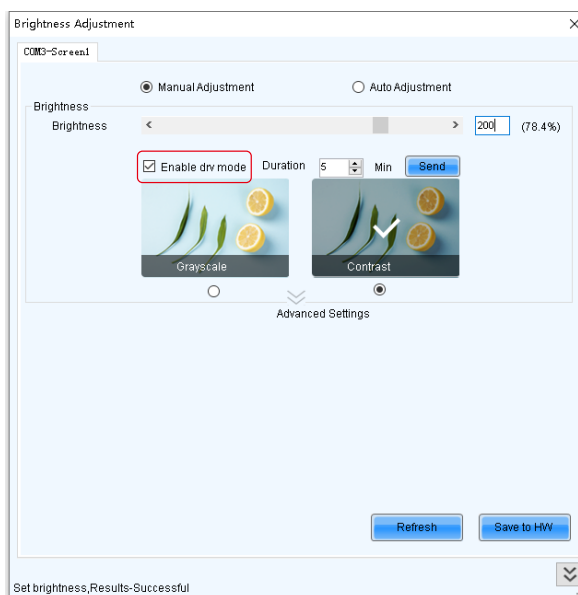 Brightness Adjustment
COM3-Screen1
Manual Adjustment
Auto Adjustment
Brightness
Brightness
200
(78.4%)
Enable dry mode
Duration
5
Min
Send
Grayscale
Contrast
Advanced Settings
Refresh
Save to HW
Set brightness,Results-Successful